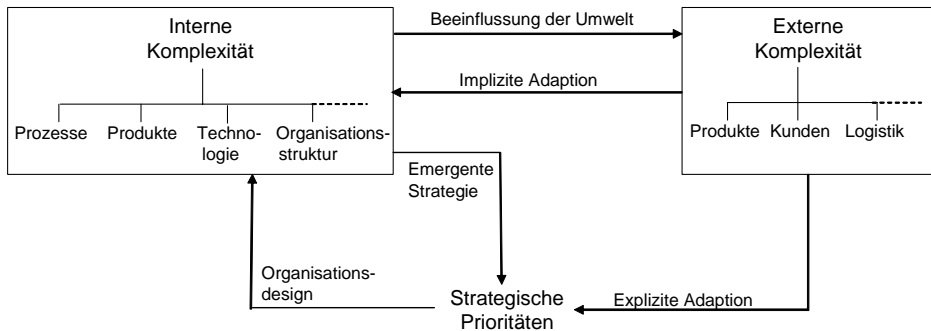 Interne
Komplexität
Prozesse
Produkte
Techno-
logie
Organisations-
struktur
Beeinflussung der Umwelt
Implizite Adaption
Externe
Komplexität
Produkte
Kunden
Logistik
Emergente
Strategie
Organisations-
design
Strategische
Prioritäten
Explizite Adaption